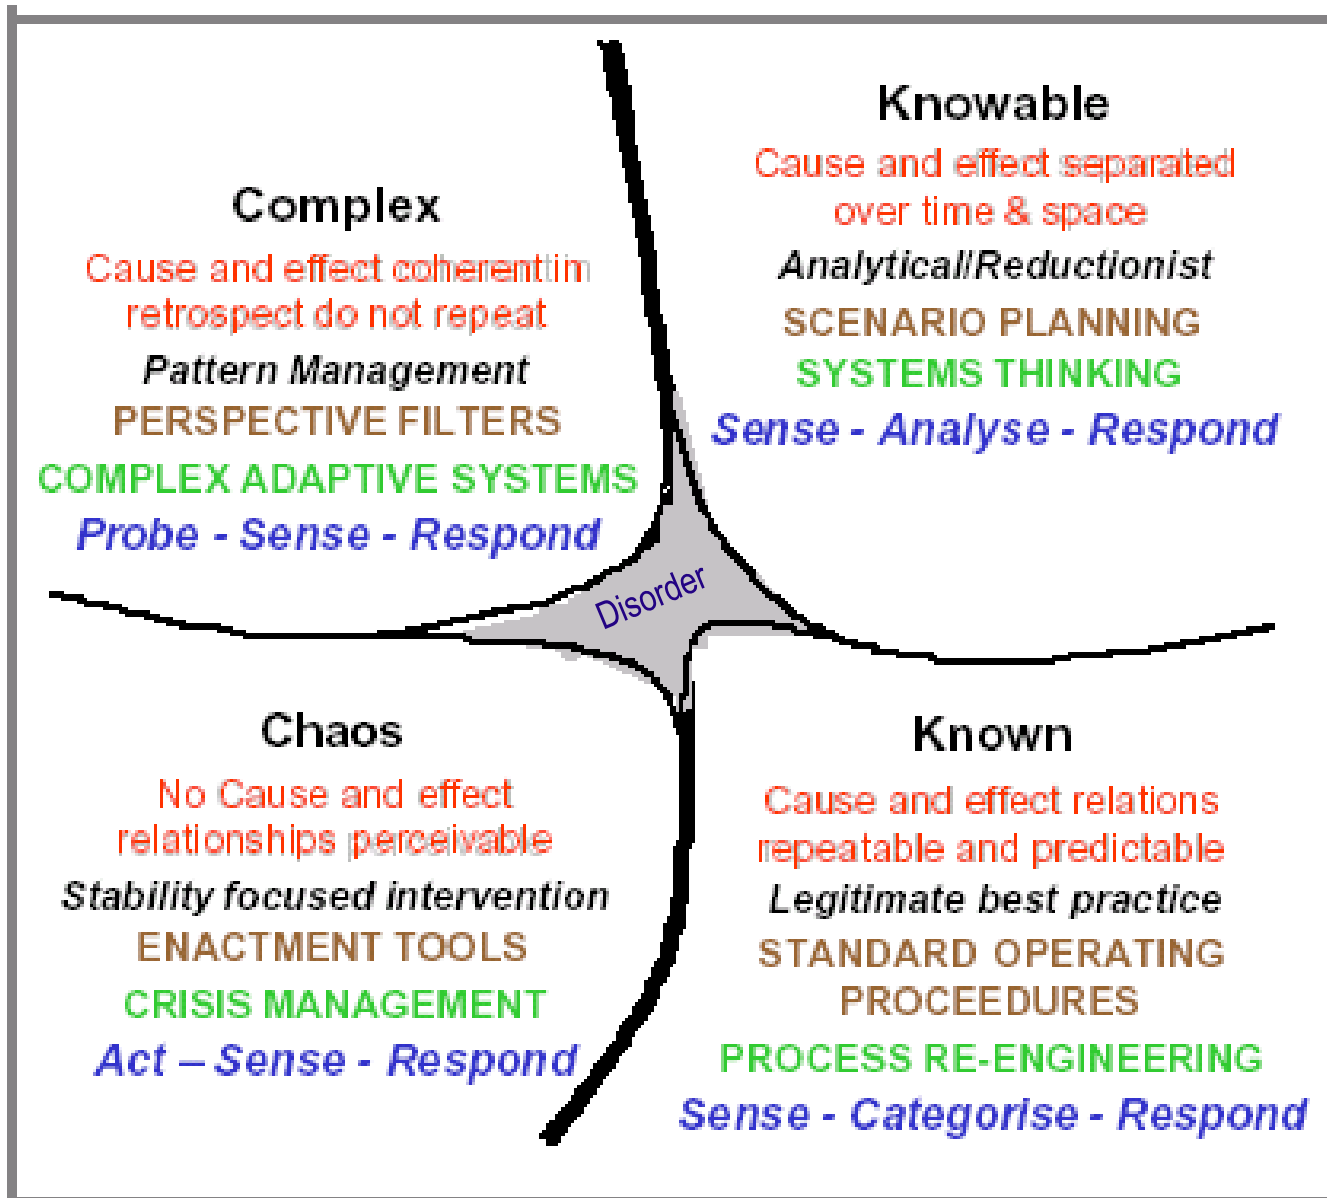 Complex
Cause and effect coherent in
retrospect do not repeat
Pattern Management
PERSPECTIVE FILTERS
COMPLEX ADAPTIVE SYSTEMS
Probe - Sense - Respond
Knowable
Cause and effect separated
over time & space
Analytical/Reductionist
SCENARIO PLANNING
SYSTEMS THINKING
Sense - Analyse - Respond
Disorder
Chaos
No Cause and effect
relationships perceivable
Stability focused intervention
ENACTMENT TOOLS
CRISIS MANAGEMENT
Act – Sense - Respond
Known
Cause and effect relations
repeatable and predictable
Legitimate best practice
STANDARD OPERATING
PROCEEDURES
PROCESS RE-ENGINEERING
Sense - Categorise - Respond